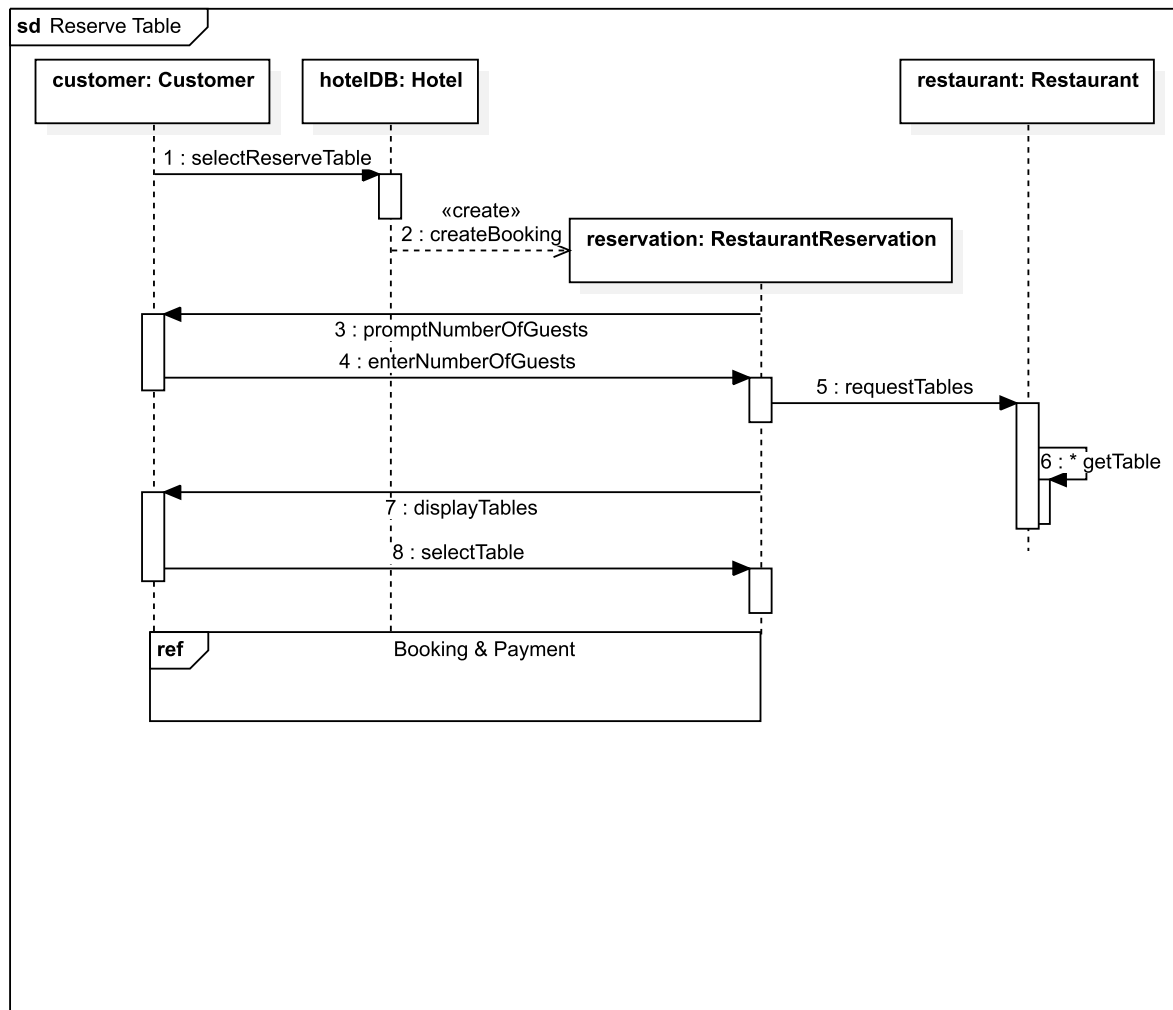 sd Reserve Table
customer: Customer
hotelDB: Hotel
restaurant: Restaurant
1 : selectReserveTable
«create»
2 : createBooking
reservation: RestaurantReservation
3 : promptNumberOfGuests
4 : enterNumberOfGuests
5 : requestTables
6 : * getTable
7 : displayTables
8 : selectTable
ref
Booking & Payment